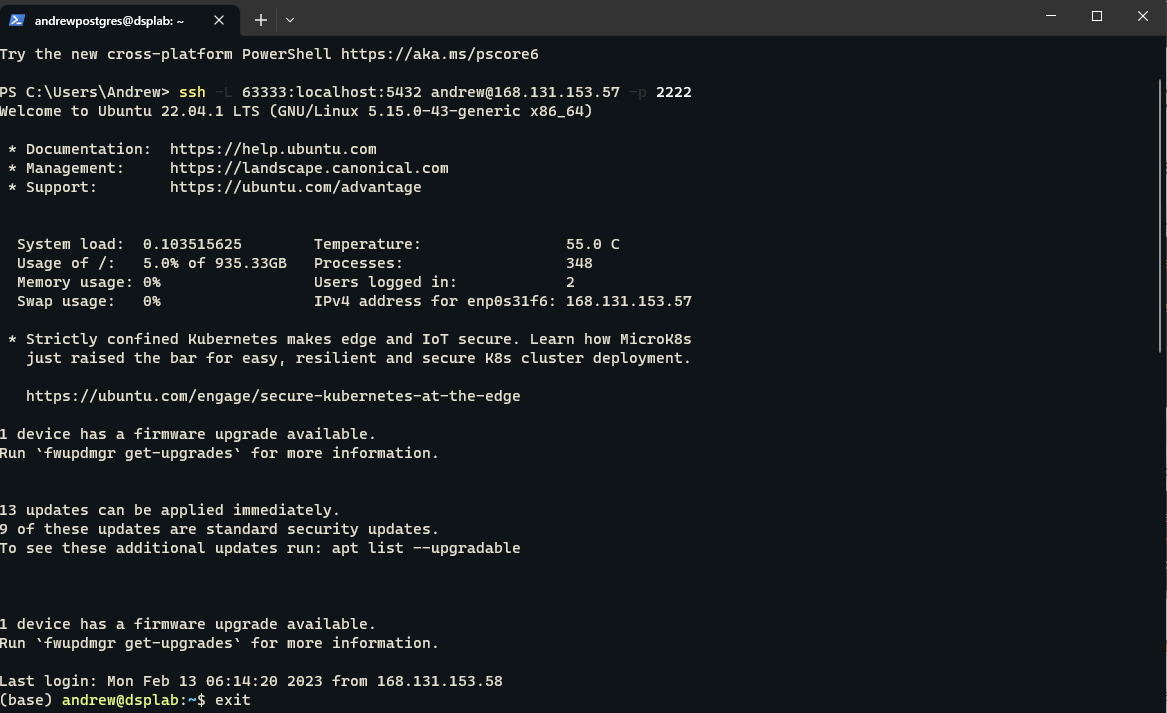 andrewpostgres@dsplab: ~
Try the new cross-platform PowerShell https://aka.ms/pscore6
PS C:\Users\Andrew> ssh -L 63333:localhost:5432 andrew@168.131.153.57 -p 2222
Welcome to Ubuntu 22.04.1 LTS (GNU/Linux 5.15.0-43-generic x86_64)
* Documentation:  https://help.ubuntu.com
* Management:     https://landscape.canonical.com
* Support:        https://ubuntu.com/advantage
System load:  0.103515625        Temperature:                55.0 C
Usage of /:   5.0% of 935.33GB   Processes:                  348
Memory usage: 0%                 Users logged in:            2
Swap usage:   0%                 IPv4 address for enp0s31f6: 168.131.153.57
* Strictly confined Kubernetes makes edge and IoT secure. Learn how MicroK8s
just raised the bar for easy, resilient and secure K8s cluster deployment.
https://ubuntu.com/engage/secure-kubernetes-at-the-edge
1 device has a firmware upgrade available.
Run `fwupdmgr get-upgrades` for more information.
13 updates can be applied immediately.
9 of these updates are standard security updates.
To see these additional updates run: apt list --upgradable
1 device has a firmware upgrade available.
Run `fwupdmgr get-upgrades` for more information.
Last login: Mon Feb 13 06:14:20 2023 from 168.131.153.58
(base) andrew@dsplab:~$ exit